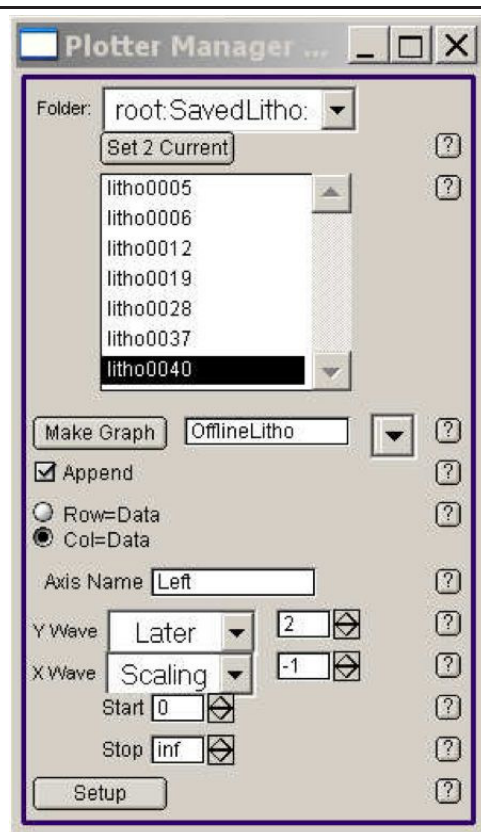 Plotter Manager ...
Folder: root:SavedLitho:
Set 2 Current ?
?
litho0005
litho0006
litho0012
litho0019
litho0028
litho0037
litho0040
Make Graph OfflineLitho ?
Append ?
Row=Data ?
Col=Data
Axis Name Left ?
Y Wave Later 2 ?
X Wave Scaling -1 ?
Start 0 ?
Stop inf ?
Setup ?